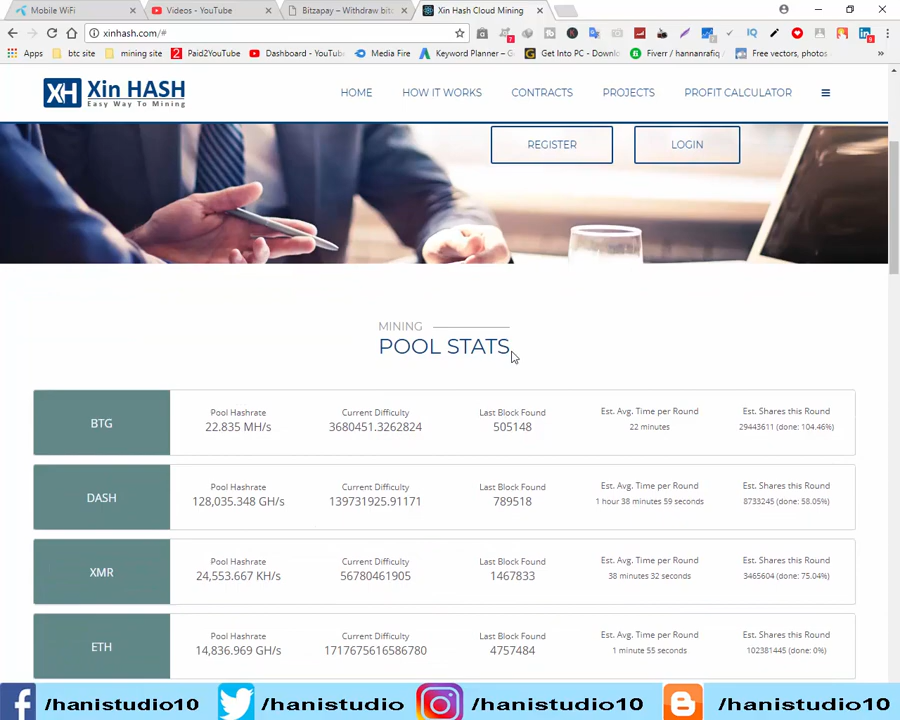 Mobile WiFi
Videos - YouTube
Bitzapay – Withdraw bitc
Xin Hash Cloud Mining
xinhash.com/#
Apps
btc site
mining site
Paid2YouTube
Dashboard - YouTu
Media Fire
Keyword Planner – G
Get Into PC - Downl
Fiverr / hannanrafiq
Free vectors, photos
XH Xin HASH
Easy Way To Mining
HOME
HOW IT WORKS
CONTRACTS
PROJECTS
PROFIT CALCULATOR
REGISTER
LOGIN
MINING
POOL STATS
BTG
Pool Hashrate
22.835 MH/s
Current Difficulty
3680451.3262824
Last Block Found
505148
Est. Avg. Time per Round
22 minutes
Est. Shares this Round
29443611 (done: 104.46%)
DASH
Pool Hashrate
128,035.348 GH/s
Current Difficulty
139731925.91171
Last Block Found
789518
Est. Avg. Time per Round
1 hour 38 minutes 59 seconds
Est. Shares this Round
8733245 (done: 58.05%)
XMR
Pool Hashrate
24,553.667 KH/s
Current Difficulty
56780461905
Last Block Found
1467833
Est. Avg. Time per Round
38 minutes 32 seconds
Est. Shares this Round
3465604 (done: 75.04%)
ETH
Pool Hashrate
14,836.969 GH/s
Current Difficulty
1717675616586780
Last Block Found
4757484
Est. Avg. Time per Round
1 minute 55 seconds
Est. Shares this Round
102381445 (done: 0%)
/hanistudio10
/hanistudio
/hanistudio10
/hanistudio10